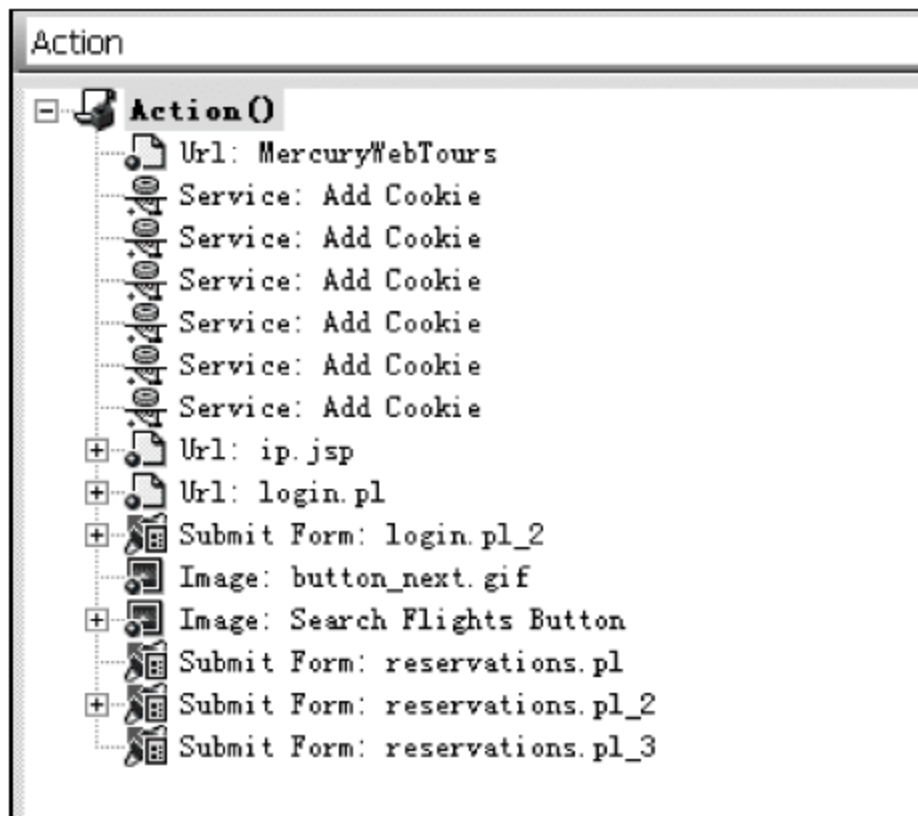 Action
Action()
Url: MercuryWebTours
Service: Add Cookie
Service: Add Cookie
Service: Add Cookie
Service: Add Cookie
Service: Add Cookie
Service: Add Cookie
Url: ip.jsp
Url: login.pl
Submit Form: login.pl_2
Image: button_next.gif
Image: Search Flights Button
Submit Form: reservations.pl
Submit Form: reservations.pl_2
Submit Form: reservations.pl_3